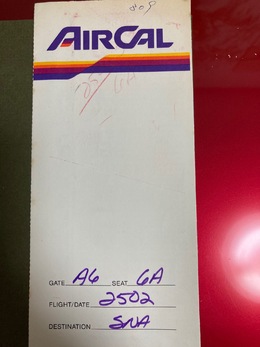 AIRCAL
GATE A6 SEAT 6A
FLIGHT/DATE 2502
DESTINATION SNA